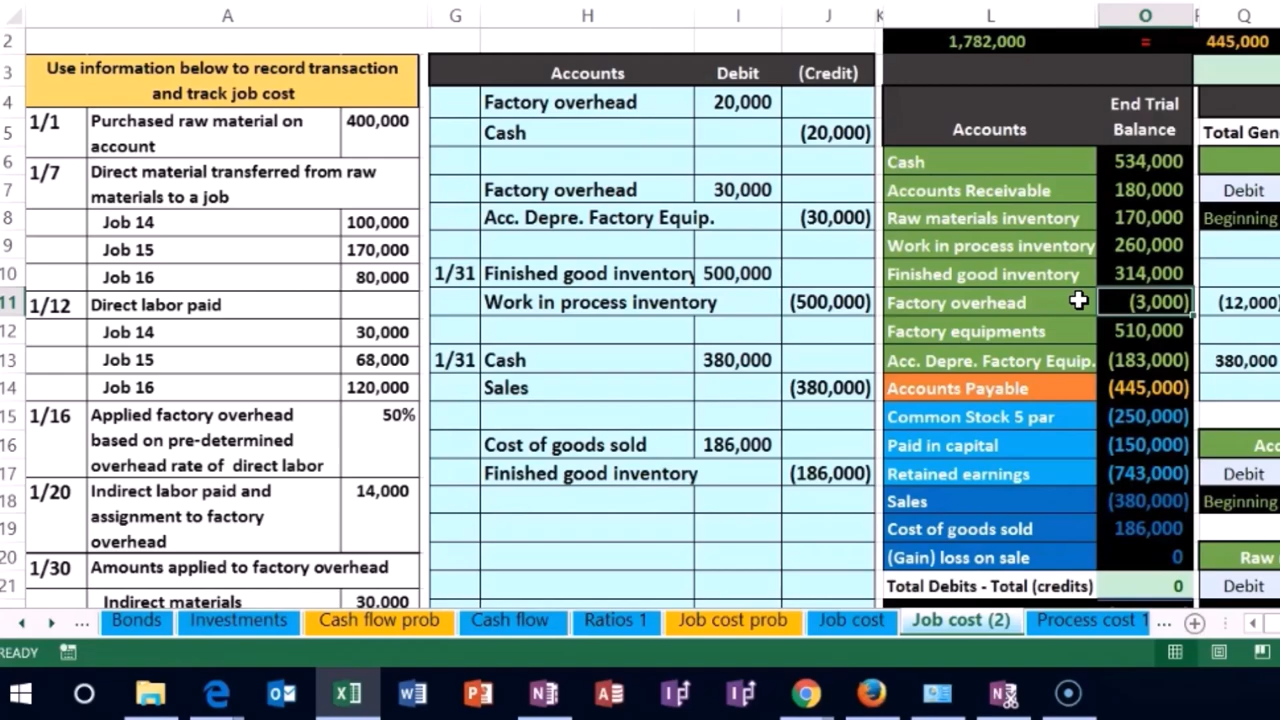 A G H I J K L O P Q
2 1,782,000 = 445,000
3 Use information below to record transaction
and track job cost
Accounts Debit (Credit)
4 Factory overhead 20,000
5 Cash (20,000)
6
7 Factory overhead 30,000
8 Acc. Depre. Factory Equip. (30,000)
9
10 1/31 Finished good inventory 500,000
11 Work in process inventory (500,000)
12
13 1/31 Cash 380,000
14 Sales (380,000)
15
16 Cost of goods sold 186,000
17 Finished good inventory (186,000)
18
19
20
21
1/1 Purchased raw material on 400,000
account
1/7 Direct material transferred from raw
materials to a job
Job 14 100,000
Job 15 170,000
Job 16 80,000
1/12 Direct labor paid
Job 14 30,000
Job 15 68,000
Job 16 120,000
1/16 Applied factory overhead 50%
based on pre-determined
overhead rate of direct labor
1/20 Indirect labor paid and 14,000
assignment to factory
overhead
1/30 Amounts applied to factory overhead
Indirect materials 30,000
End Trial
Accounts Balance
Cash 534,000
Accounts Receivable 180,000
Raw materials inventory 170,000
Work in process inventory 260,000
Finished good inventory 314,000
Factory overhead (3,000)
Factory equipments 510,000
Acc. Depre. Factory Equip. (183,000)
Accounts Payable (445,000)
Common Stock 5 par (250,000)
Paid in capital (150,000)
Retained earnings (743,000)
Sales (380,000)
Cost of goods sold 186,000
(Gain) loss on sale 0
Total Debits - Total (credits) 0
Total Gen
Debit
Beginning
(12,000)
380,000
Acc
Debit
Beginning
Raw
Debit
... Bonds Investments Cash flow prob Cash flow Ratios 1 Job cost prob Job cost Job cost (2) Process cost 1 ...
READY